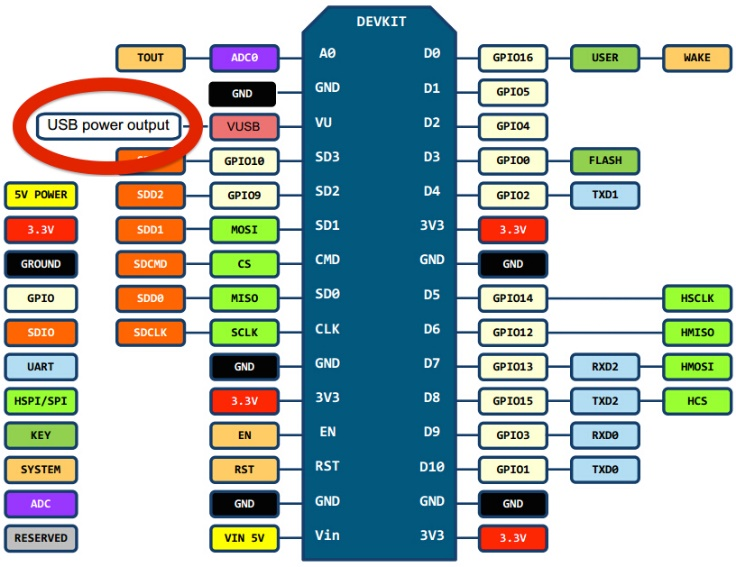 DEVKIT
TOUT ADC0 A0 D0 GPIO16 USER WAKE
GND GND D1 GPIO5
USB power output VUSB VU D2 GPIO4
GPIO10 SD3 D3 GPIO0 FLASH
5V POWER SDD2 GPIO9 SD2 D4 GPIO2 TXD1
3.3V SDD1 MOSI SD1 3V3 3.3V
GROUND SDCMD CS CMD GND GND
GPIO SDD0 MISO SD0 D5 GPIO14 HSCLK
SDIO SDCLK SCLK CLK D6 GPIO12 HMISO
UART GND GND D7 GPIO13 RXD2 HMOSI
HSPI/SPI 3.3V 3V3 D8 GPIO15 TXD2 HCS
KEY EN EN D9 GPIO3 RXD0
SYSTEM RST RST D10 GPIO1 TXD0
ADC GND GND GND GND
RESERVED VIN 5V Vin 3V3 3.3V